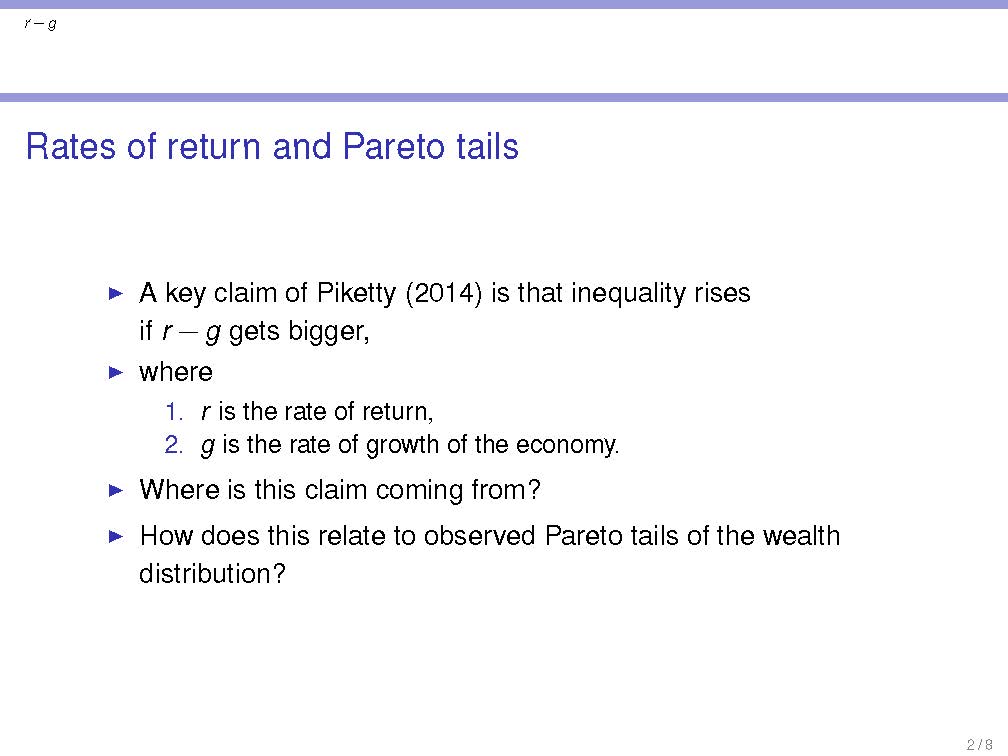 r − g
Rates of return and Pareto tails
▶ A key claim of Piketty (2014) is that inequality rises
if r − g gets bigger,
▶ where
1. r is the rate of return,
2. g is the rate of growth of the economy.
▶ Where is this claim coming from?
▶ How does this relate to observed Pareto tails of the wealth
distribution?
2 / 8